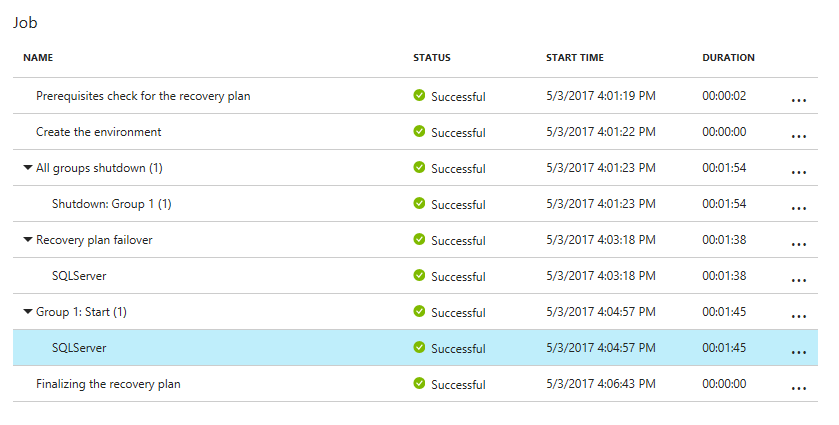 Job
NAME STATUS START TIME DURATION
Prerequisites check for the recovery plan Successful 5/3/2017 4:01:19 PM 00:00:02 ...
Create the environment Successful 5/3/2017 4:01:22 PM 00:00:00 ...
All groups shutdown (1) Successful 5/3/2017 4:01:23 PM 00:01:54 ...
Shutdown: Group 1 (1) Successful 5/3/2017 4:01:23 PM 00:01:54 ...
Recovery plan failover Successful 5/3/2017 4:03:18 PM 00:01:38 ...
SQLServer Successful 5/3/2017 4:03:18 PM 00:01:38 ...
Group 1: Start (1) Successful 5/3/2017 4:04:57 PM 00:01:45 ...
SQLServer Successful 5/3/2017 4:04:57 PM 00:01:45 ...
Finalizing the recovery plan Successful 5/3/2017 4:06:43 PM 00:00:00 ...